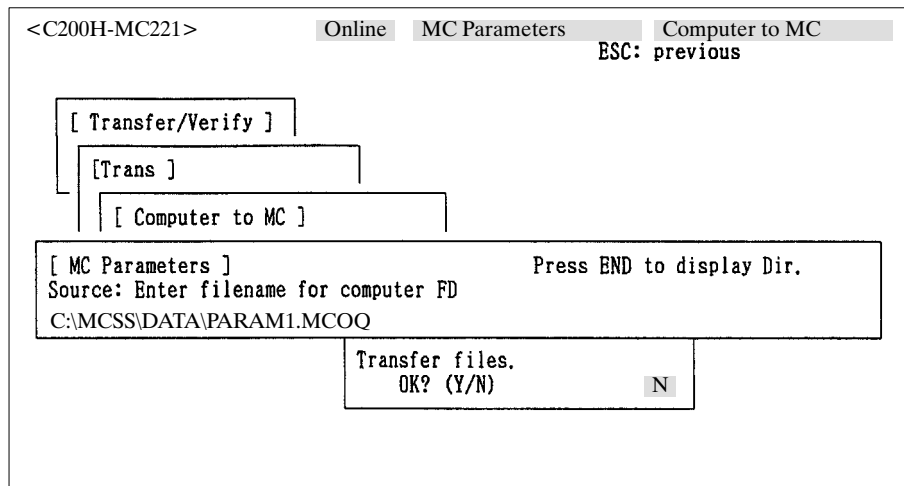 <C200H-MC221> Online MC Parameters Computer to MC
ESC: previous
[ Transfer/Verify ]
[Trans ]
[ Computer to MC ]
[ MC Parameters ] Press END to display Dir.
Source: Enter filename for computer FD
C:\MCSS\DATA\PARAM1.MCOQ
Transfer files.
OK? (Y/N) N